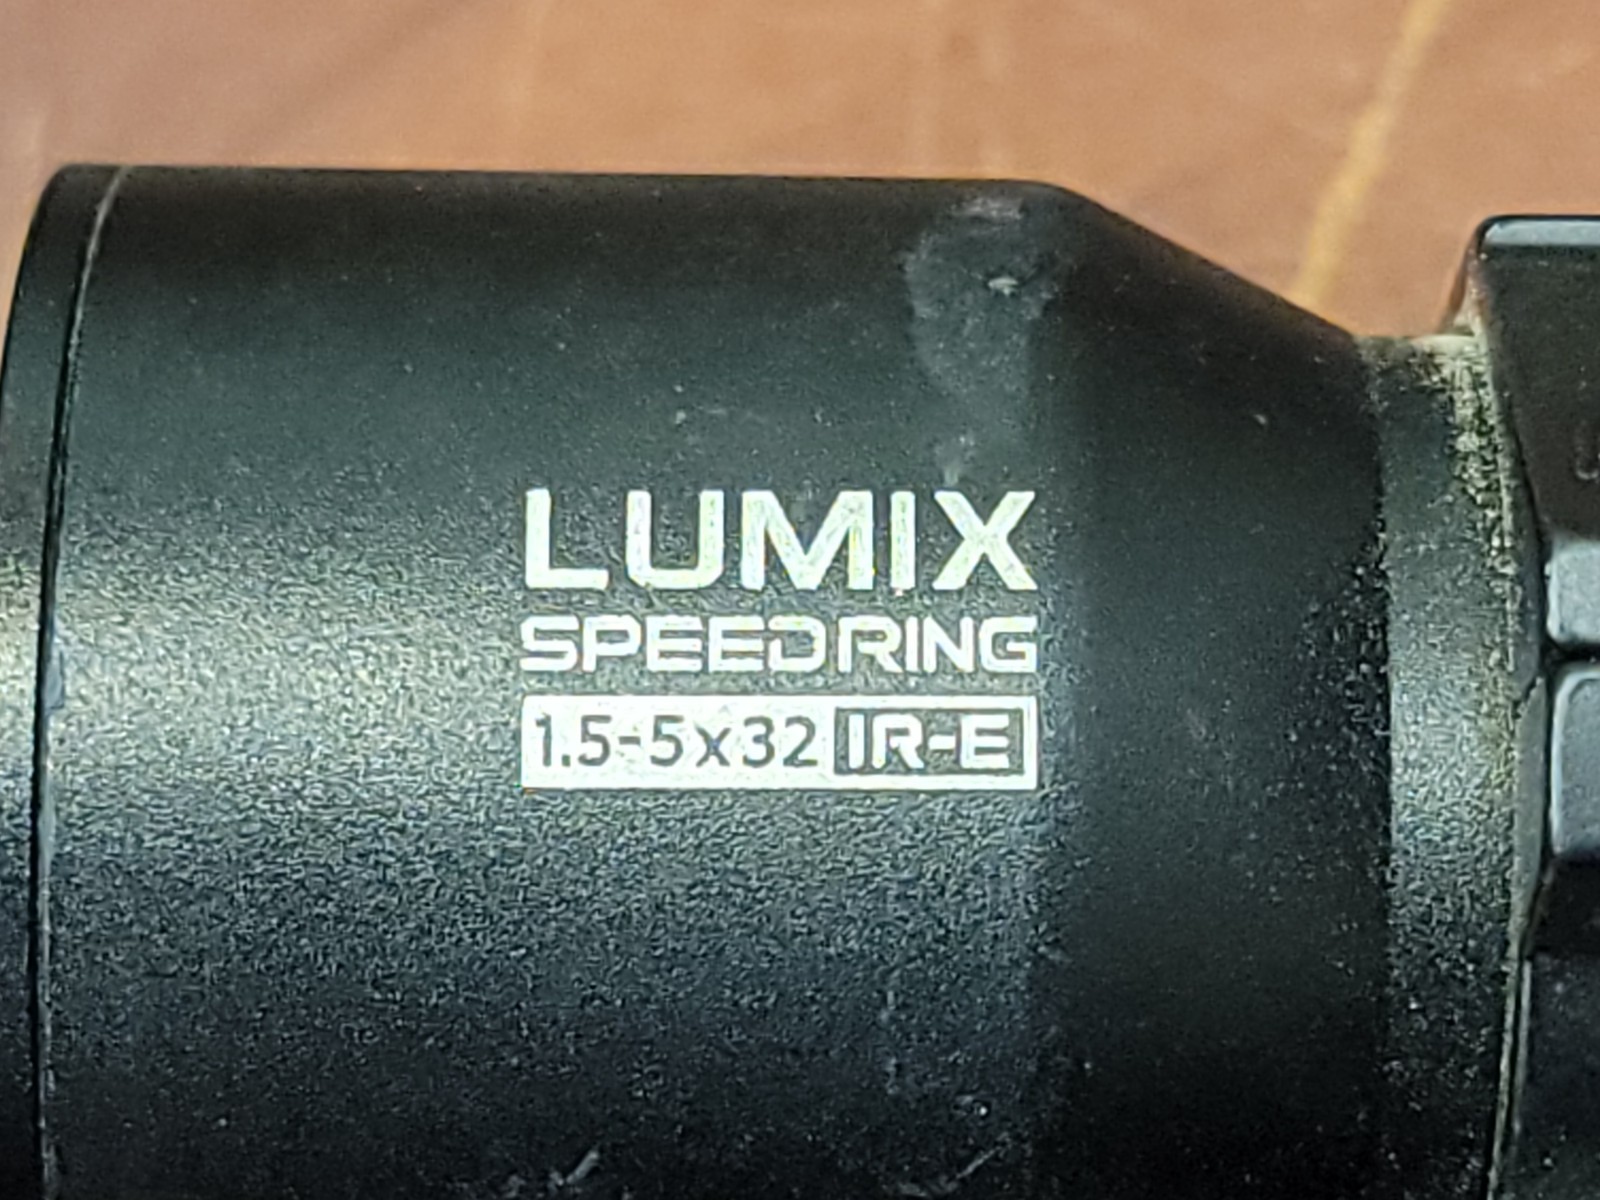 LUMIX
SPEEDRING
1.5-5x32 IR-E